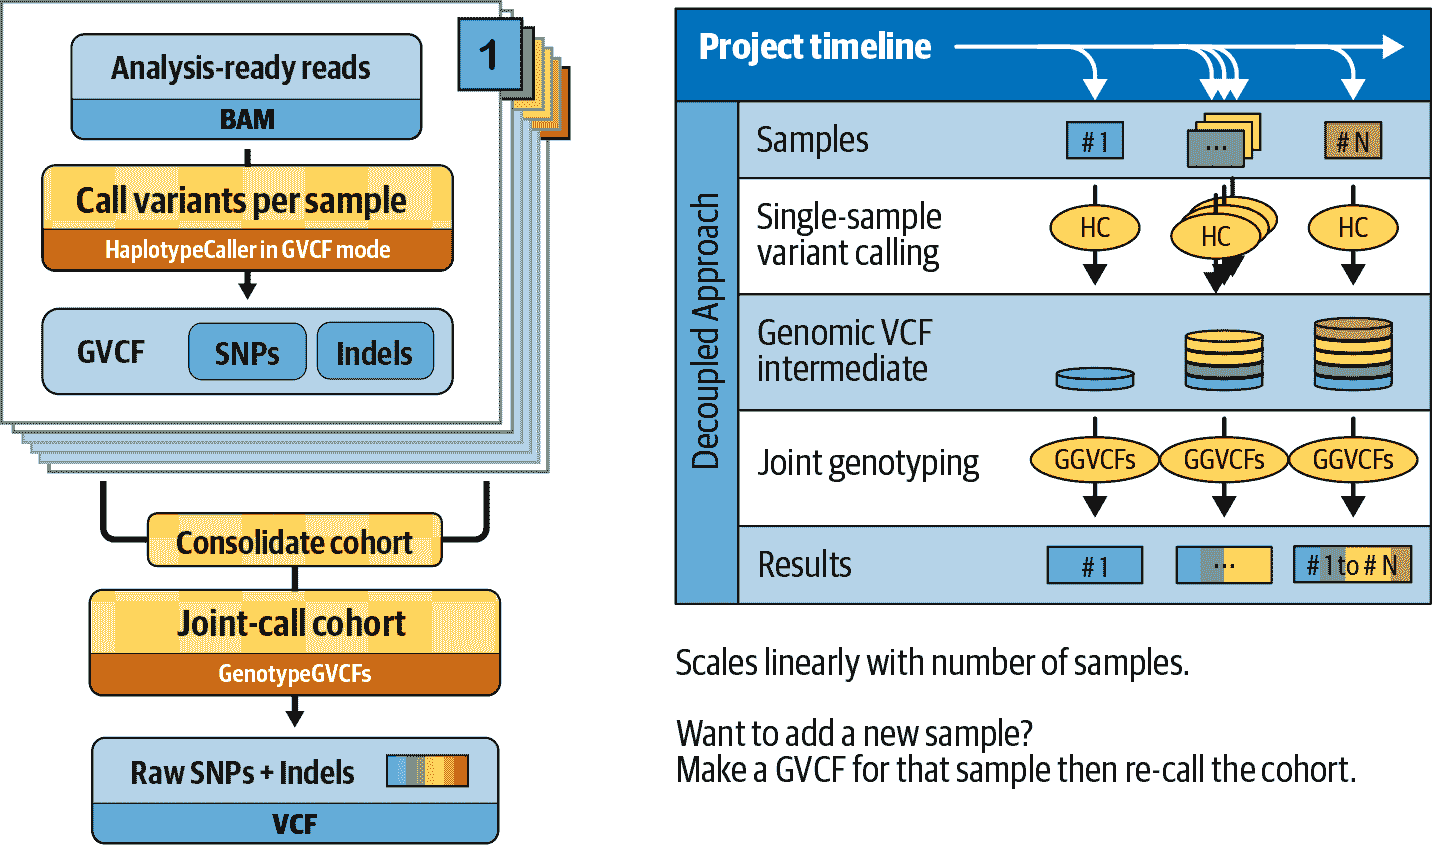 1
Analysis-ready reads
BAM
Call variants per sample
HaplotypeCaller in GVCF mode
GVCF
SNPs
Indels
Consolidate cohort
Joint-call cohort
GenotypeGVCFs
Raw SNPs + Indels
VCF
Project timeline
Decoupled Approach
Samples
# 1
...
# N
Single-sample
variant calling
HC
HC
HC
Genomic VCF
intermediate
Joint genotyping
GGVCFs
GGVCFs
GGVCFs
Results
# 1
...
# 1 to # N
Scales linearly with number of samples.
Want to add a new sample?
Make a GVCF for that sample then re-call the cohort.